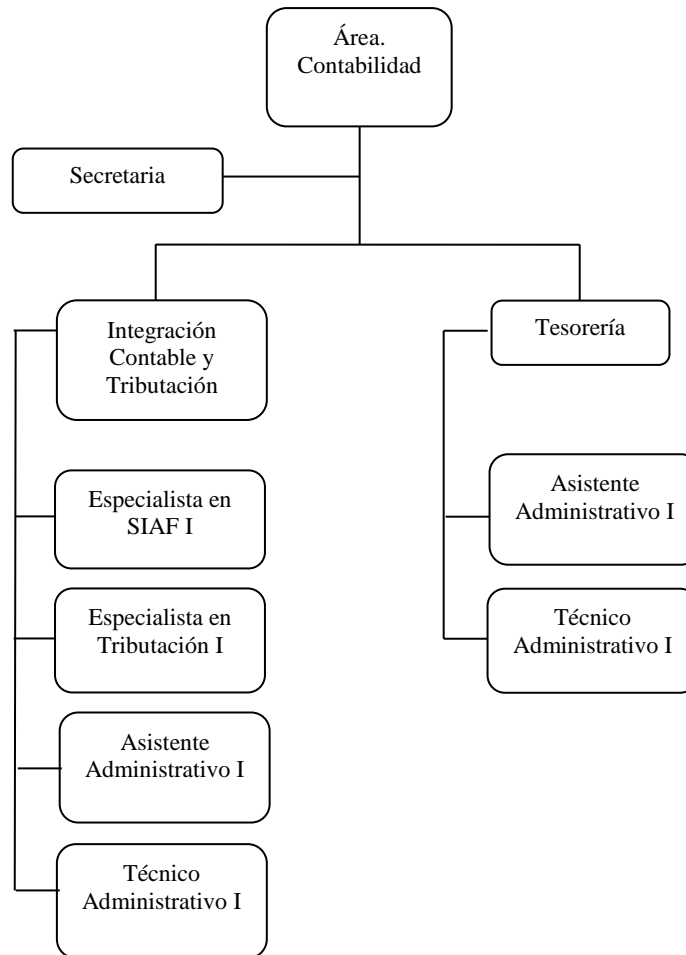 Área.
Contabilidad
Secretaria
Integración
Contable y
Tributación
Tesorería
Especialista en
SIAF I
Asistente
Administrativo I
Especialista en
Tributación I
Técnico
Administrativo I
Asistente
Administrativo I
Técnico
Administrativo I